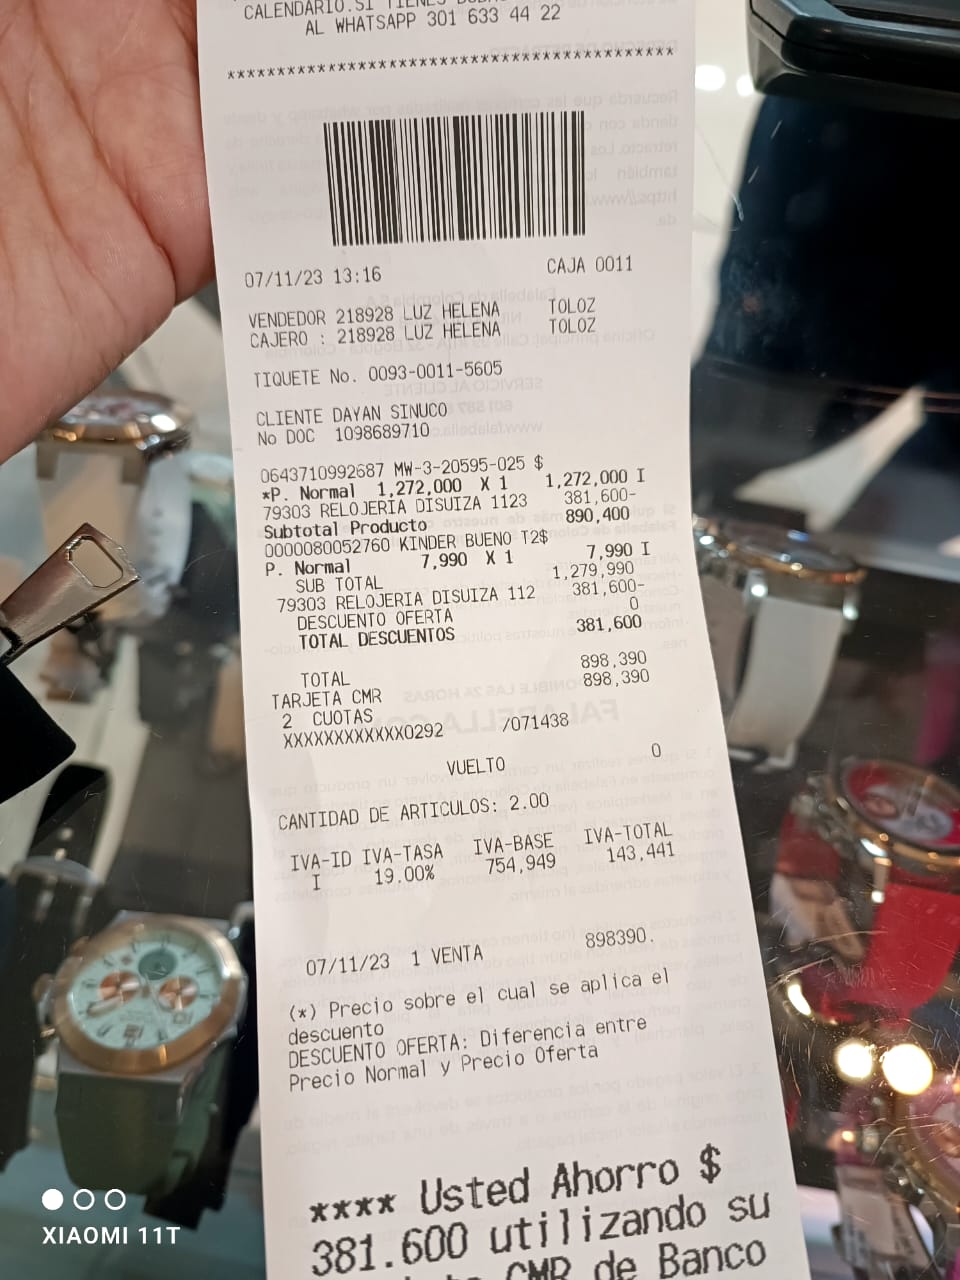 CALENDARIO.SI TIENES
AL WHATSAPP 301 633 44 22
******************************************
07/11/23 13:16 CAJA 0011
VENDEDOR 218928 LUZ HELENA TOLOZ
CAJERO : 218928 LUZ HELENA TOLOZ
TIQUETE No. 0093-0011-5605
CLIENTE DAYAN SINUCO
No DOC 1098689710
0643710992687 MW-3-20595-025 $
*P. Normal 1,272,000 X 1 1,272,000 I
79303 RELOJERIA DISUIZA 1123 381,600-
Subtotal Producto 890,400
0000080052760 KINDER BUENO T2$
P. Normal 7,990 X 1 7,990 I
SUB TOTAL 1,279,990
79303 RELOJERIA DISUIZA 112 381,600-
DESCUENTO OFERTA 0
TOTAL DESCUENTOS 381,600
TOTAL 898,390
TARJETA CMR 898,390
2 CUOTAS
XXXXXXXXXXXX0292 /071438
VUELTO 0
CANTIDAD DE ARTICULOS: 2.00
IVA-ID IVA-TASA IVA-BASE IVA-TOTAL
I 19.00% 754,949 143,441
07/11/23 1 VENTA 898390.
(*) Precio sobre el cual se aplica el
descuento
DESCUENTO OFERTA: Diferencia entre
Precio Normal y Precio Oferta
**** Usted Ahorro $
381.600 utilizando su
CMR de Banco
XIAOMI 11T